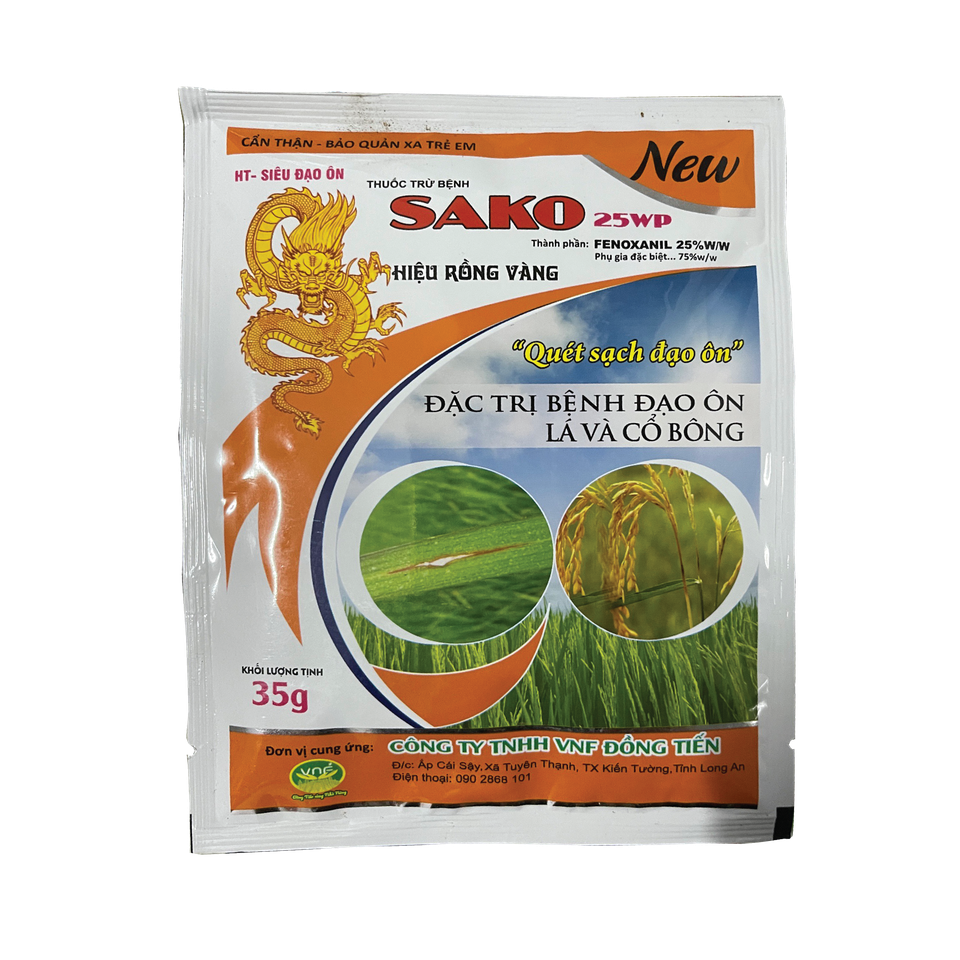 CẨN THẬN - BẢO QUẢN XA TRẺ EM
New
HT- SIÊU ĐẠO ÔN
THUỐC TRỪ BỆNH
SAKO 25WP
Thành phần: FENOXANIL 25%W/W
Phụ gia đặc biệt... 75%w/w
HIỆU RỒNG VÀNG
“Quét sạch đạo ôn”
ĐẶC TRỊ BỆNH ĐẠO ÔN
LÁ VÀ CỔ BÔNG
KHỐI LƯỢNG TỊNH
35g
Đơn vị cung ứng: CÔNG TY TNHH VNF ĐỒNG TIẾN
Đ/c: Ấp Cái Sậy, Xã Tuyên Thạnh, TX Kiến Tường, Tỉnh Long An
Điện thoại: 090 2868 101
VNF